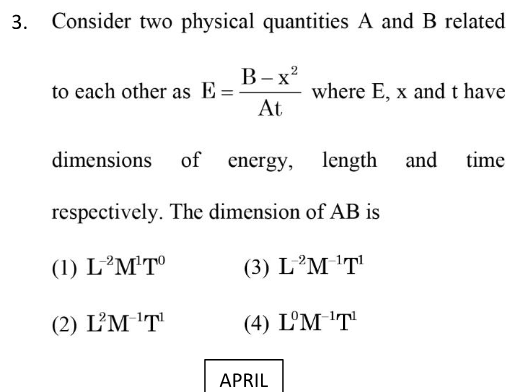 3. Consider two physical quantities A and B related
to each other as E = (B – x²) / At where E, x and t have
dimensions of energy, length and time
respectively. The dimension of AB is
(1) L⁻²M¹T⁰ (3) L⁻²M⁻¹T¹
(2) L²M⁻¹T¹ (4) L⁰M⁻¹T¹
APRIL